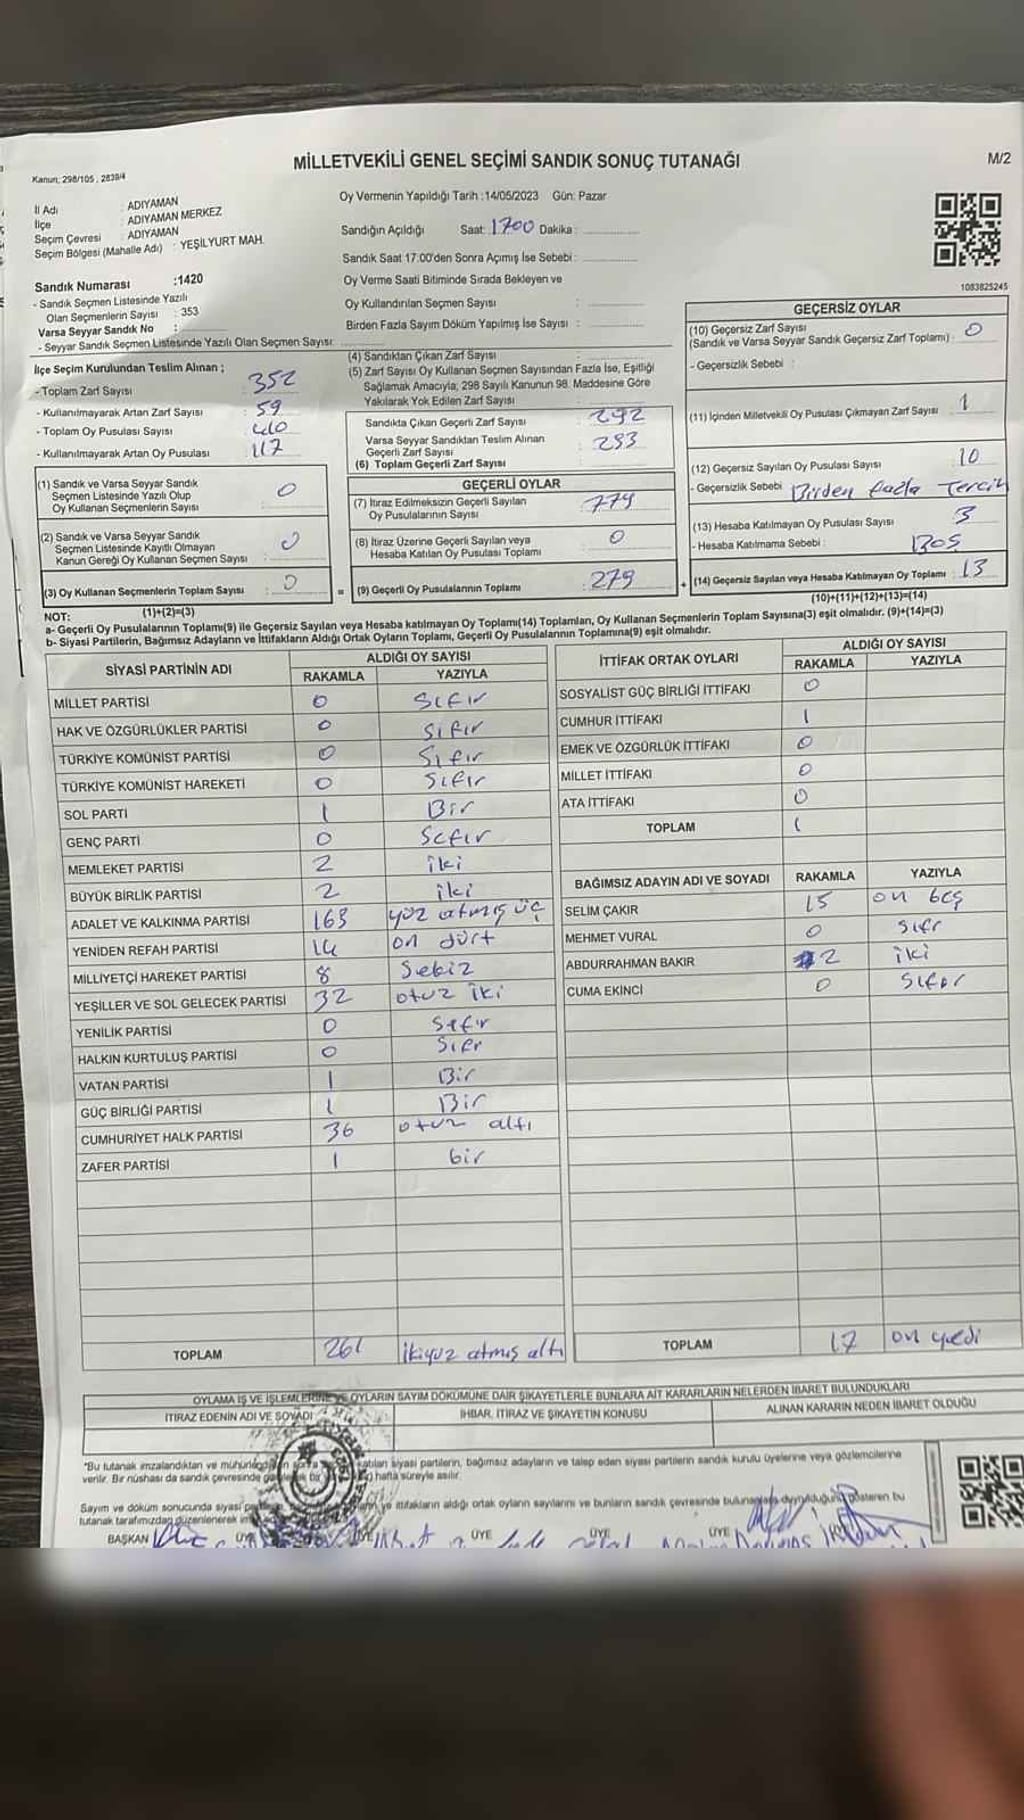 MİLLETVEKİLİ GENEL SEÇİMİ SANDIK SONUÇ TUTANAĞI
M/2
Kanun: 298/105, 2839/4
İl Adı : ADIYAMAN
İlçe : ADIYAMAN MERKEZ
Seçim Çevresi : ADIYAMAN
Seçim Bölgesi (Mahalle Adı) : YEŞİLYURT MAH.
Sandık Numarası :1420
- Sandık Seçmen Listesinde Yazılı
Olan Seçmenlerin Sayısı : 353
Varsa Seyyar Sandık No :
- Seyyar Sandık Seçmen Listesinde Yazılı Olan Seçmen Sayısı:
İlçe Seçim Kurulundan Teslim Alınan ;
- Toplam Zarf Sayısı : 352
- Kullanılmayarak Artan Zarf Sayısı : 59
- Toplam Oy Pusulası Sayısı : 410
- Kullanılmayarak Artan Oy Pusulası : 117
(1) Sandık ve Varsa Seyyar Sandık
Seçmen Listesinde Yazılı Olup
Oy Kullanan Seçmenlerin Sayısı : 0
(2) Sandık ve Varsa Seyyar Sandık
Seçmen Listesinde Kayıtlı Olmayan
Kanun Gereği Oy Kullanan Seçmen Sayısı : 0
(3) Oy Kullanan Seçmenlerin Toplam Sayısı : 0
(1)+(2)=(3)
Oy Vermenin Yapıldığı Tarih :14/05/2023 Gün: Pazar
Sandığın Açıldığı Saat: 1700 Dakika :
Sandık Saat 17:00'den Sonra Açmış İse Sebebi :
Oy Verme Saati Bitiminde Sırada Bekleyen ve
Oy Kullandırılan Seçmen Sayısı :
Birden Fazla Sayım Döküm Yapılmış İse Sayısı :
(4) Sandıktan Çıkan Zarf Sayısı :
(5) Zarf Sayısı Oy Kullanan Seçmen Sayısından Fazla İse, Eşitliği
Sağlamak Amacıyla; 298 Sayılı Kanunun 98. Maddesine Göre
Yakılarak Yok Edilen Zarf Sayısı :
Sandıkta Çıkan Geçerli Zarf Sayısı : 292
Varsa Seyyar Sandıktan Teslim Alınan
Geçerli Zarf Sayısı : 293
(6) Toplam Geçerli Zarf Sayısı
GEÇERLİ OYLAR
(7) İtiraz Edilmeksizin Geçerli Sayılan
Oy Pusulalarının Sayısı : 779
(8) İtiraz Üzerine Geçerli Sayılan veya
Hesaba Katılan Oy Pusulası Toplamı : 0
= (9) Geçerli Oy Pusulalarının Toplamı : 279
1083825245
GEÇERSİZ OYLAR
(10) Geçersiz Zarf Sayısı
(Sandık ve Varsa Seyyar Sandık Geçersiz Zarf Toplamı) : 0
- Geçersizlik Sebebi :
(11) İçinden Milletvekili Oy Pusulası Çıkmayan Zarf Sayısı : 1
(12) Geçersiz Sayılan Oy Pusulası Sayısı : 10
- Geçersizlik Sebebi : Birden fazla Tercih
(13) Hesaba Katılmayan Oy Pusulası Sayısı : 3
- Hesaba Katılmama Sebebi : BOŞ
+ (14) Geçersiz Sayılan veya Hesaba Katılmayan Oy Toplamı : 13
(10)+(11)+(12)+(13)=(14)
NOT:
a- Geçerli Oy Pusulalarının Toplamı(9) ile Geçersiz Sayılan veya Hesaba katılmayan Oy Toplamı(14) Toplamları, Oy Kullanan Seçmenlerin Toplam Sayısına(3) eşit olmalıdır. (9)+(14)=(3)
b- Siyasi Partilerin, Bağımsız Adayların ve İttifakların Aldığı Ortak Oyların Toplamı, Geçerli Oy Pusulalarının Toplamına(9) eşit olmalıdır.
SİYASİ PARTİNİN ADI ALDIĞI OY SAYISI
RAKAMLA YAZIYLA
MİLLET PARTİSİ 0 Sıfır
HAK VE ÖZGÜRLÜKLER PARTİSİ 0 Sıfır
TÜRKİYE KOMÜNİST PARTİSİ 0 Sıfır
TÜRKİYE KOMÜNİST HAREKETİ 0 Sıfır
SOL PARTİ 1 Bir
GENÇ PARTİ 0 Sıfır
MEMLEKET PARTİSİ 2 iki
BÜYÜK BİRLİK PARTİSİ 2 iki
ADALET VE KALKINMA PARTİSİ 163 yüz atmış üç
YENİDEN REFAH PARTİSİ 14 on dört
MİLLİYETÇİ HAREKET PARTİSİ 8 Sekiz
YEŞİLLER VE SOL GELECEK PARTİSİ 32 otuz iki
YENİLİK PARTİSİ 0 Sıfır
HALKIN KURTULUŞ PARTİSİ 0 Sıfır
VATAN PARTİSİ 1 Bir
GÜÇ BİRLİĞİ PARTİSİ 1 Bir
CUMHURİYET HALK PARTİSİ 36 otuz altı
ZAFER PARTİSİ 1 bir
TOPLAM 261 ikiyüz atmış altı
İTTİFAK ORTAK OYLARI ALDIĞI OY SAYISI
RAKAMLA YAZIYLA
SOSYALİST GÜÇ BİRLİĞİ İTTİFAKI 0
CUMHUR İTTİFAKI 1
EMEK VE ÖZGÜRLÜK İTTİFAKI 0
MİLLET İTTİFAKI 0
ATA İTTİFAKI 0
TOPLAM 1
BAĞIMSIZ ADAYIN ADI VE SOYADI RAKAMLA YAZIYLA
SELİM ÇAKIR 15 on beş
MEHMET VURAL 0 Sıfr
ABDURRAHMAN BAKIR 2 iki
CUMA EKİNCİ 0 Sıfır
TOPLAM 17 on yedi
OYLAMA İŞ VE İŞLEMLERİNE VE OYLARIN SAYIM DÖKÜMÜNE DAİR ŞİKAYETLERLE BUNLARA AİT KARARLARIN NELERDEN İBARET BULUNDUKLARI
İTİRAZ EDENİN ADI VE SOYADI İHBAR, İTİRAZ VE ŞİKAYETİN KONUSU ALINAN KARARIN NEDEN İBARET OLDUĞU
"Bu tutanak imzalandıktan ve mühürlendikten sonra siyasi partilerin, bağımsız adayların ve talep eden siyasi partilerin sandık kurulu üyelerine veya gözlemcilerine
verilir. Bir nüshası da sandık çevresinde bir hafta süreyle asılır.
Sayım ve döküm sonucunda siyasi ve ittifakların aldığı ortak oyların sayılarını ve bunların sandık çevresinde gösteren bu
tutanak tarafımızdan düzenlenerek
BAŞKAN ÜYE ÜYE ÜYE ÜYE ÜYE